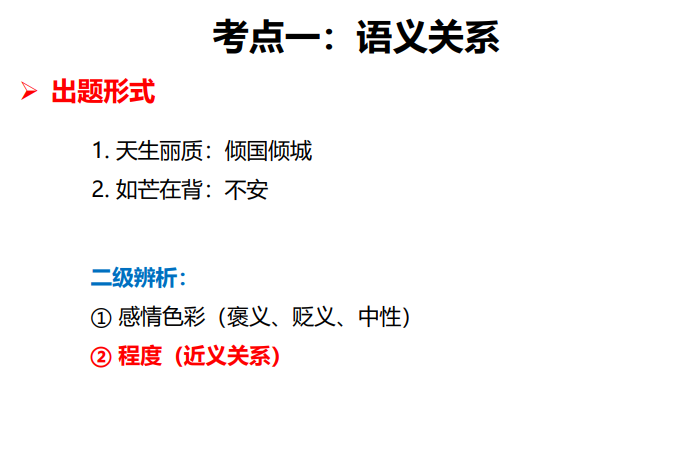 考点一：语义关系
出题形式
1. 天生丽质：倾国倾城
2. 如芒在背：不安
二级辨析：
① 感情色彩（褒义、贬义、中性）
② 程度（近义关系）